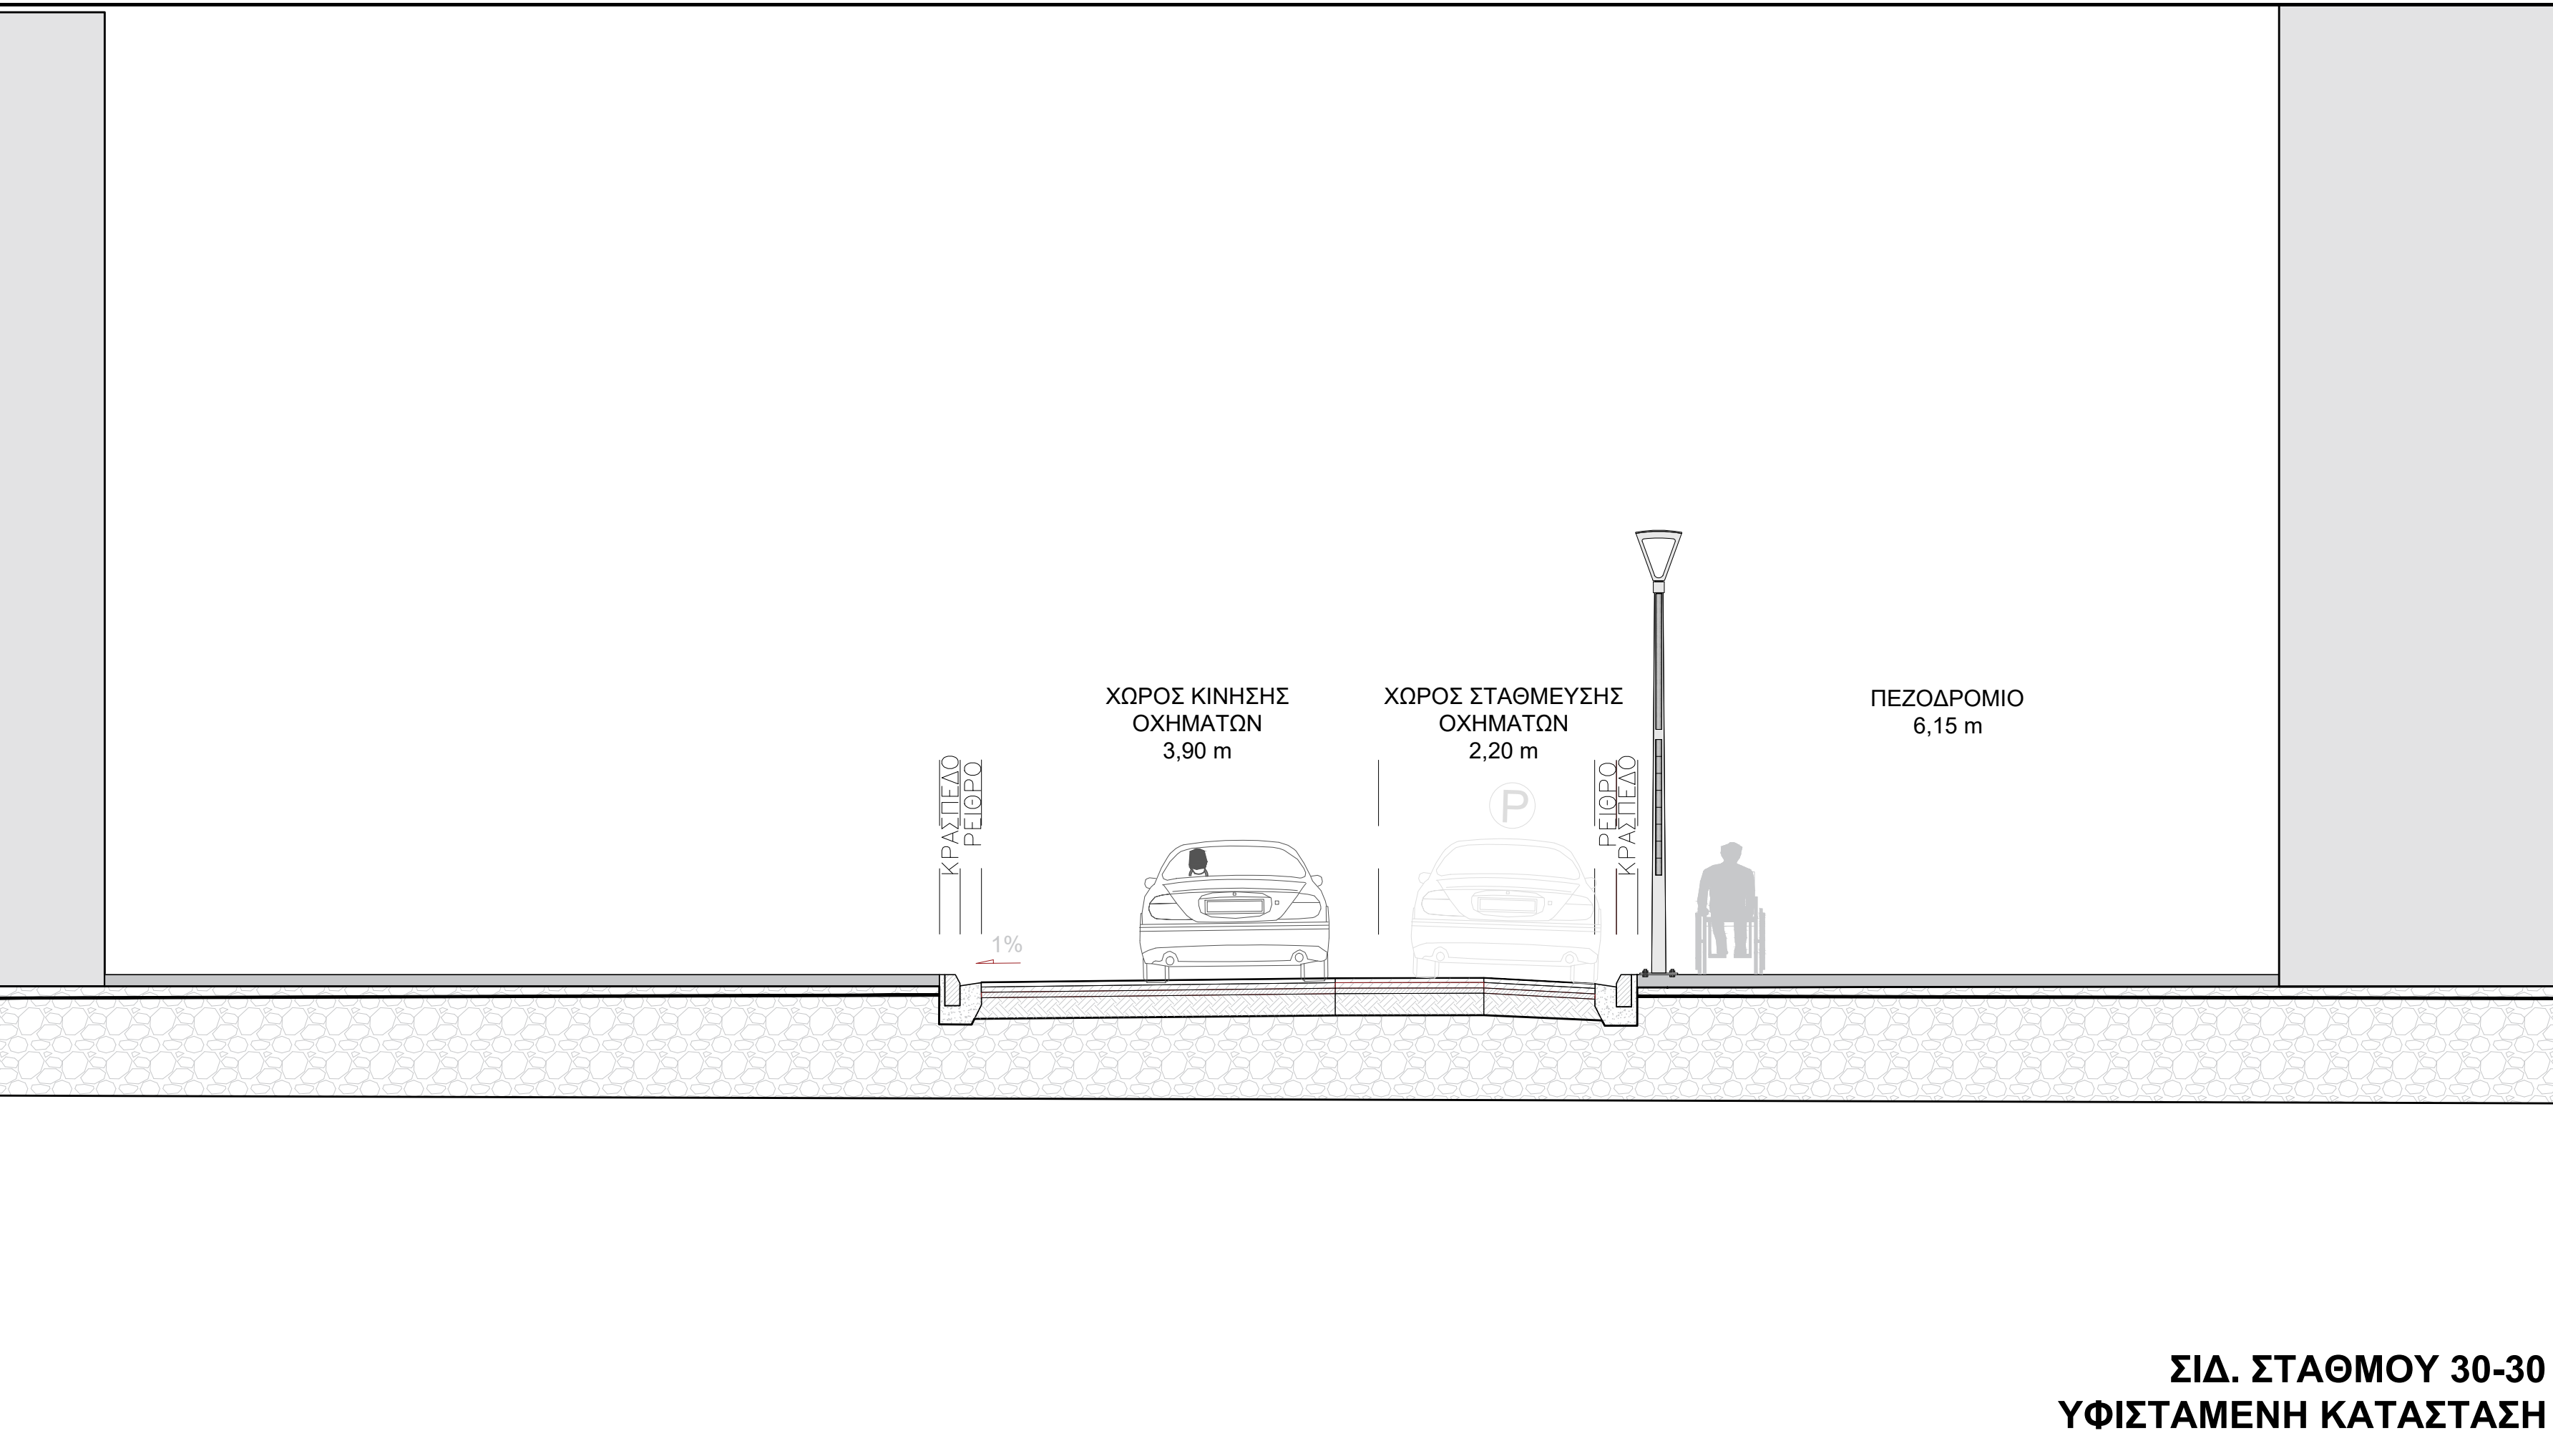 ΧΩΡΟΣ ΚΙΝΗΣΗΣ
ΟΧΗΜΑΤΩΝ
3,90 m
ΧΩΡΟΣ ΣΤΑΘΜΕΥΣΗΣ
ΟΧΗΜΑΤΩΝ
2,20 m
ΠΕΖΟΔΡΟΜΙΟ
6,15 m
ΚΡΑΣΠΕΔΟ
ΡΕΙΘΡΟ
ΡΕΙΘΡΟ
ΚΡΑΣΠΕΔΟ
P
1%
ΣΙΔ. ΣΤΑΘΜΟΥ 30-30
ΥΦΙΣΤΑΜΕΝΗ ΚΑΤΑΣΤΑΣΗ